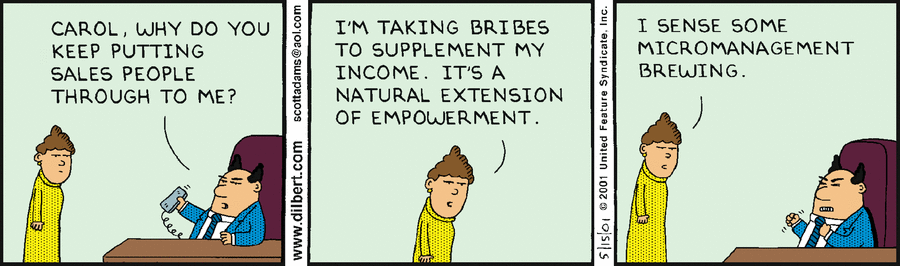 CAROL, WHY DO YOU
KEEP PUTTING
SALES PEOPLE
THROUGH TO ME?
www.dilbert.com scottadams@aol.com
I'M TAKING BRIBES
TO SUPPLEMENT MY
INCOME. IT'S A
NATURAL EXTENSION
OF EMPOWERMENT.
5/15/01 © 2001 United Feature Syndicate, Inc.
I SENSE SOME
MICROMANAGEMENT
BREWING.